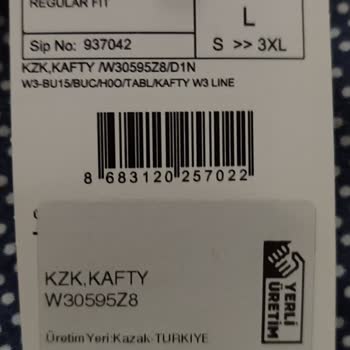 REGULAR FIT
L
Sip No: 937042
S >> 3XL
KZK,KAFTY /W30595Z8/D1N
W3-BU15/BUC/H0O/TABL/KAFTY W3 LINE
8 683120 257022
KZK,KAFTY
W30595Z8
YERLİ
ÜRETİM
Üretim Yeri:Kazak-TURKIYE